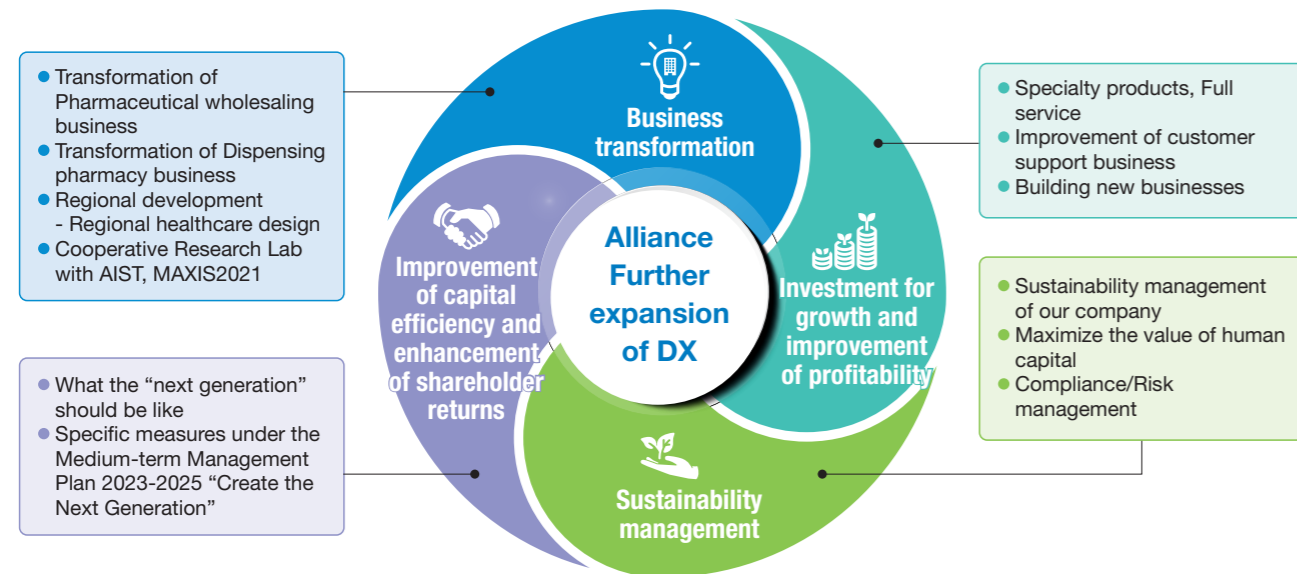 Transformation of
Pharmaceutical wholesaling
business
Transformation of Dispensing
pharmacy business
Regional development
- Regional healthcare design
Cooperative Research Lab
with AIST, MAXIS2021
Business
transformation
Specialty products, Full
service
Improvement of customer
support business
Building new businesses
Improvement
of capital
efficiency and
enhancement
of shareholder
returns
Alliance
Further
expansion
of DX
Investment for
growth and
improvement
of profitability
Sustainability management
of our company
Maximize the value of human
capital
Compliance/Risk
management
What the “next generation”
should be like
Specific measures under the
Medium-term Management
Plan 2023-2025 “Create the
Next Generation”
Sustainability
management